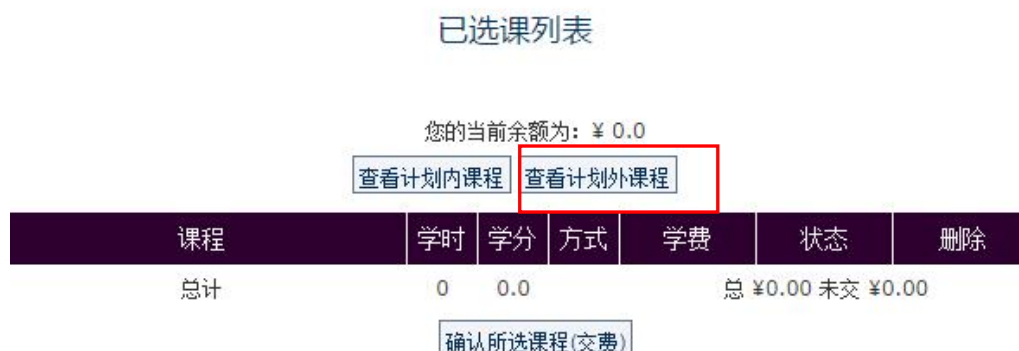 已选课列表
您的当前余额为：¥ 0.0
查看计划内课程 查看计划外课程
课程 学时 学分 方式 学费 状态 删除
总计 0 0.0 总 ¥0.00 未交 ¥0.00
确认所选课程(交费)